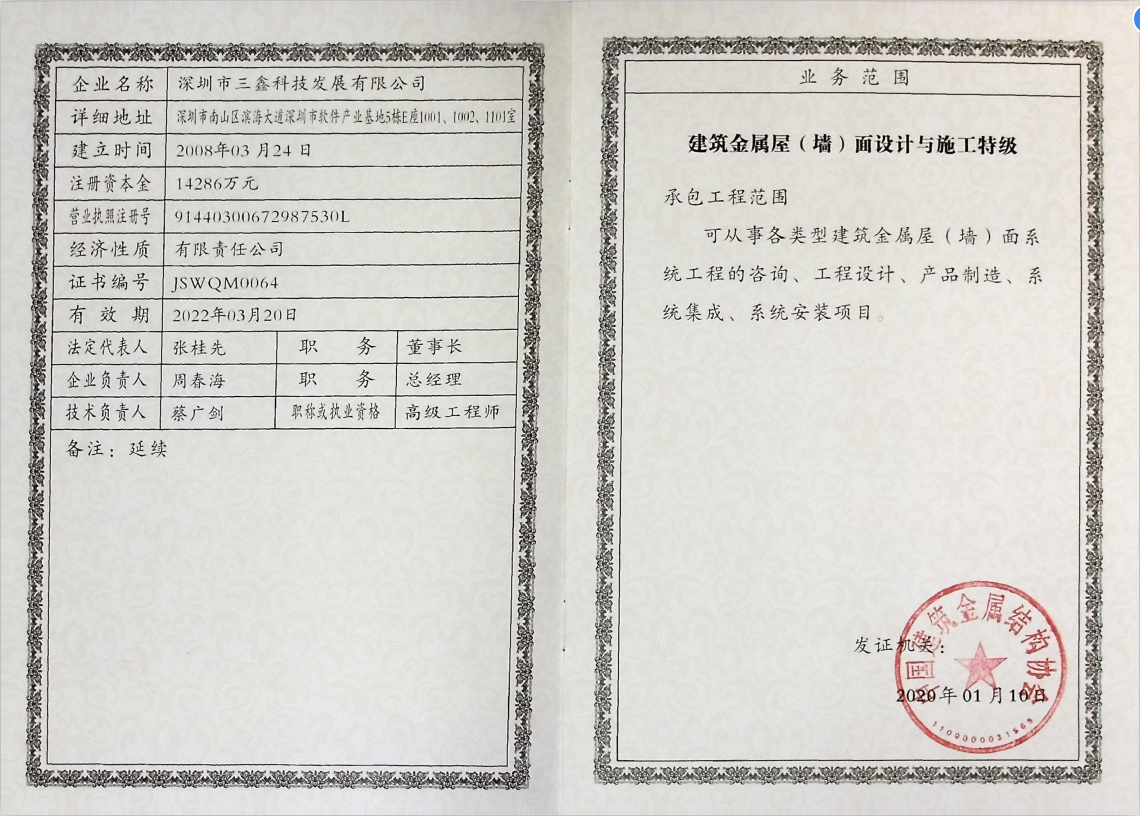 企业名称 深圳市三鑫科技发展有限公司
详细地址 深圳市南山区滨海大道深圳市软件产业基地5栋E座1001、1002、1101室
建立时间 2008年03月24日
注册资本金 14286万元
营业执照注册号 91440300672987530L
经济性质 有限责任公司
证书编号 JSWQM0064
有效期 2022年03月20日
法定代表人 张桂先 职务 董事长
企业负责人 周春海 职务 总经理
技术负责人 蔡广剑 职称或执业资格 高级工程师
备注：延续
业务范围
建筑金属屋（墙）面设计与施工特级
承包工程范围
可从事各类型建筑金属屋（墙）面系
统工程的咨询、工程设计、产品制造、系
统集成、系统安装项目。
发证机关：
中国建筑金属结构协会
2020年01月10日